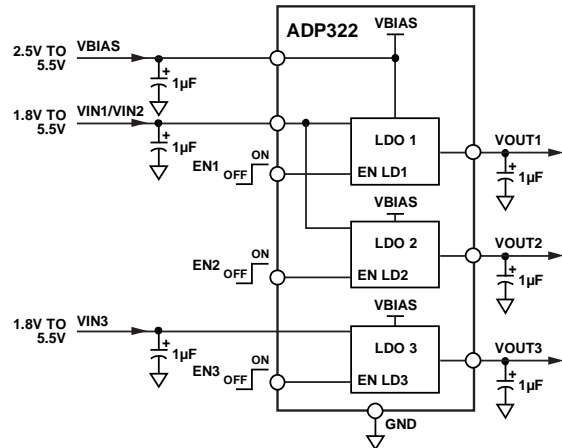 ADP322
VBIAS
2.5V TO
5.5V
VBIAS
+
1µF
1.8V TO
5.5V
VIN1/VIN2
+
1µF
LDO 1
EN LD1
EN1
ON
OFF
VOUT1
+
1µF
VBIAS
LDO 2
EN LD2
EN2
ON
OFF
VOUT2
+
1µF
VBIAS
1.8V TO
5.5V
VIN3
+
1µF
LDO 3
EN LD3
EN3
ON
OFF
VOUT3
+
1µF
GND